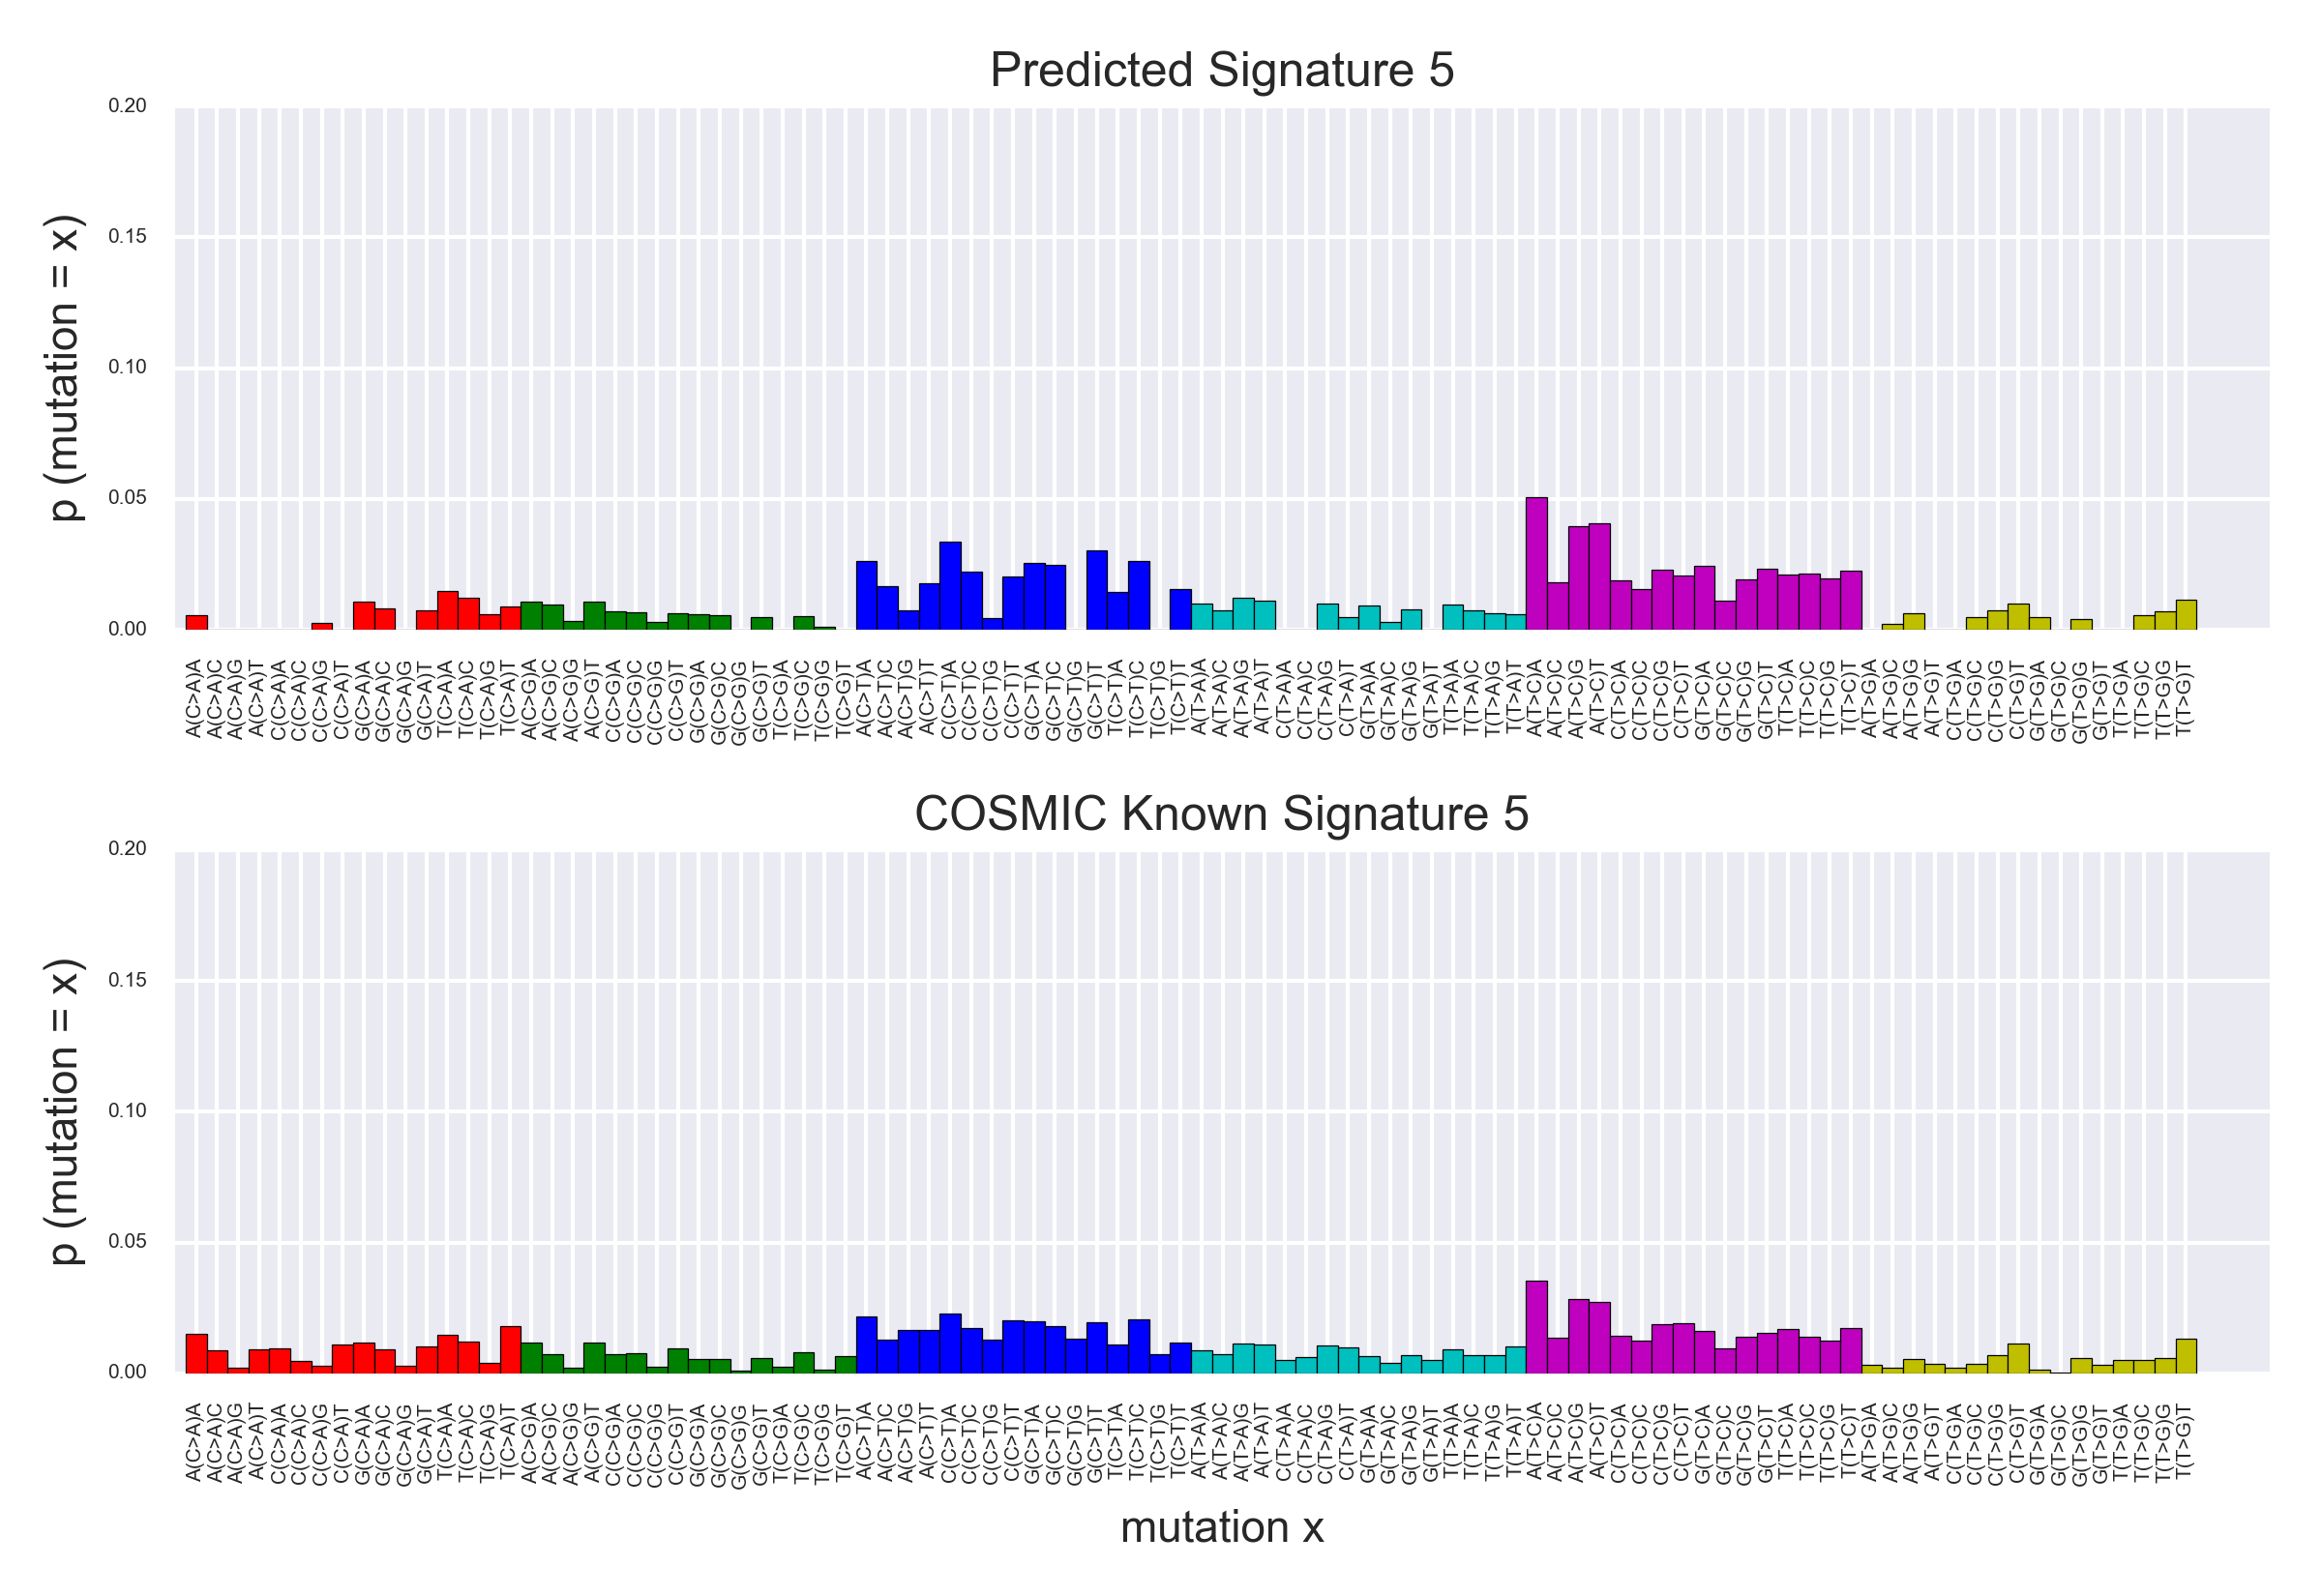 Predicted Signature 5
p (mutation = x)
0.20
0.15
0.10
0.05
0.00
A(C>A)A A(C>A)C A(C>A)G A(C>A)T C(C>A)A C(C>A)C C(C>A)G C(C>A)T G(C>A)A G(C>A)C G(C>A)G G(C>A)T T(C>A)A T(C>A)C T(C>A)G T(C>A)T A(C>G)A A(C>G)C A(C>G)G A(C>G)T C(C>G)A C(C>G)C C(C>G)G C(C>G)T G(C>G)A G(C>G)C G(C>G)G G(C>G)T T(C>G)A T(C>G)C T(C>G)G T(C>G)T A(C>T)A A(C>T)C A(C>T)G A(C>T)T C(C>T)A C(C>T)C C(C>T)G C(C>T)T G(C>T)A G(C>T)C G(C>T)G G(C>T)T T(C>T)A T(C>T)C T(C>T)G T(C>T)T A(T>A)A A(T>A)C A(T>A)G A(T>A)T C(T>A)A C(T>A)C C(T>A)G C(T>A)T G(T>A)A G(T>A)C G(T>A)G G(T>A)T T(T>A)A T(T>A)C T(T>A)G T(T>A)T A(T>C)A A(T>C)C A(T>C)G A(T>C)T C(T>C)A C(T>C)C C(T>C)G C(T>C)T G(T>C)A G(T>C)C G(T>C)G G(T>C)T T(T>C)A T(T>C)C T(T>C)G T(T>C)T A(T>G)A A(T>G)C A(T>G)G A(T>G)T C(T>G)A C(T>G)C C(T>G)G C(T>G)T G(T>G)A G(T>G)C G(T>G)G G(T>G)T T(T>G)A T(T>G)C T(T>G)G T(T>G)T
COSMIC Known Signature 5
p (mutation = x)
0.20
0.15
0.10
0.05
0.00
A(C>A)A A(C>A)C A(C>A)G A(C>A)T C(C>A)A C(C>A)C C(C>A)G C(C>A)T G(C>A)A G(C>A)C G(C>A)G G(C>A)T T(C>A)A T(C>A)C T(C>A)G T(C>A)T A(C>G)A A(C>G)C A(C>G)G A(C>G)T C(C>G)A C(C>G)C C(C>G)G C(C>G)T G(C>G)A G(C>G)C G(C>G)G G(C>G)T T(C>G)A T(C>G)C T(C>G)G T(C>G)T A(C>T)A A(C>T)C A(C>T)G A(C>T)T C(C>T)A C(C>T)C C(C>T)G C(C>T)T G(C>T)A G(C>T)C G(C>T)G G(C>T)T T(C>T)A T(C>T)C T(C>T)G T(C>T)T A(T>A)A A(T>A)C A(T>A)G A(T>A)T C(T>A)A C(T>A)C C(T>A)G C(T>A)T G(T>A)A G(T>A)C G(T>A)G G(T>A)T T(T>A)A T(T>A)C T(T>A)G T(T>A)T A(T>C)A A(T>C)C A(T>C)G A(T>C)T C(T>C)A C(T>C)C C(T>C)G C(T>C)T G(T>C)A G(T>C)C G(T>C)G G(T>C)T T(T>C)A T(T>C)C T(T>C)G T(T>C)T A(T>G)A A(T>G)C A(T>G)G A(T>G)T C(T>G)A C(T>G)C C(T>G)G C(T>G)T G(T>G)A G(T>G)C G(T>G)G G(T>G)T T(T>G)A T(T>G)C T(T>G)G T(T>G)T
mutation x